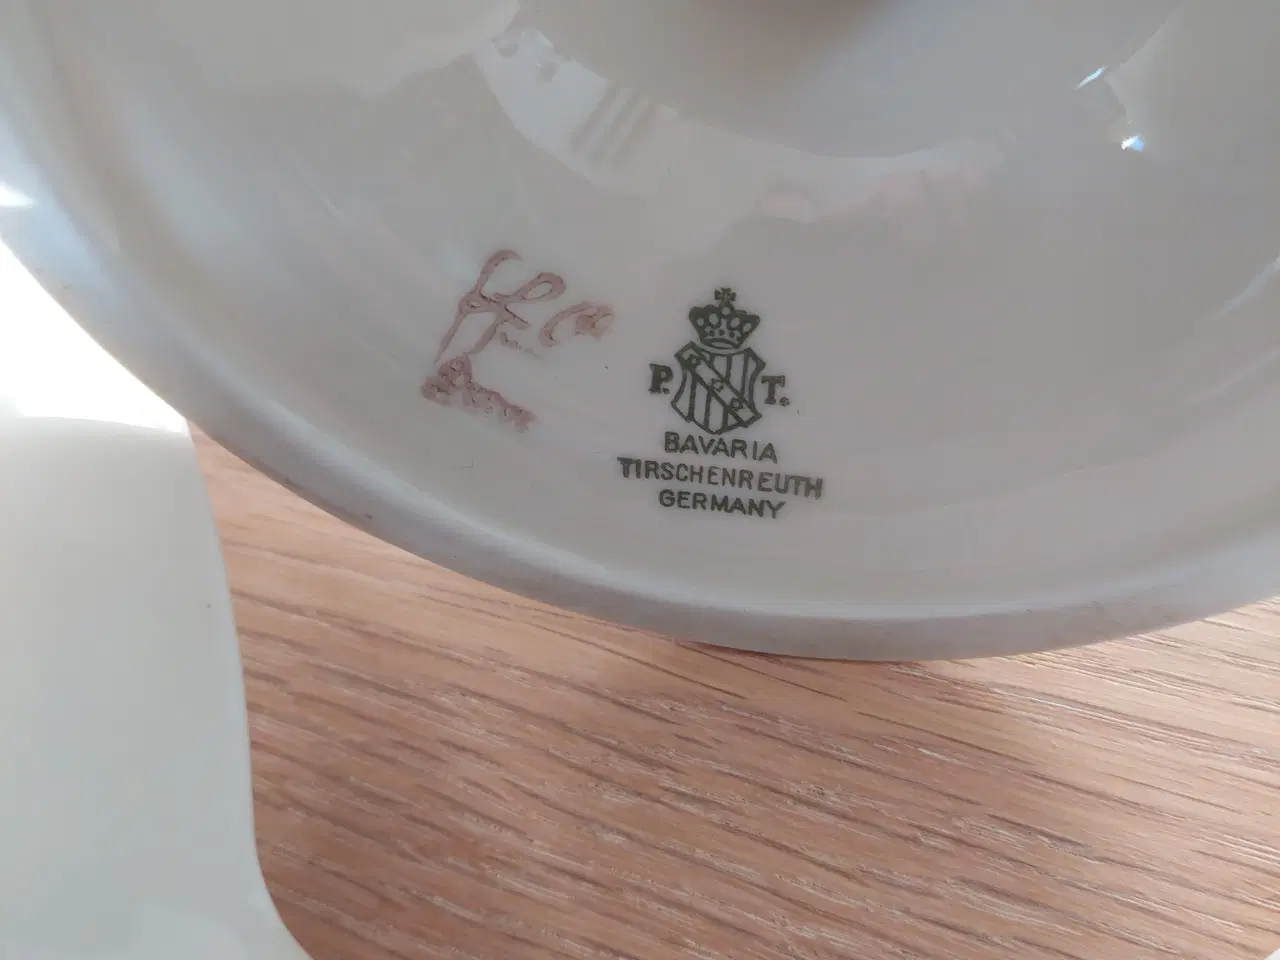 P. T.
BAVARIA
TIRSCHENREUTH
GERMANY